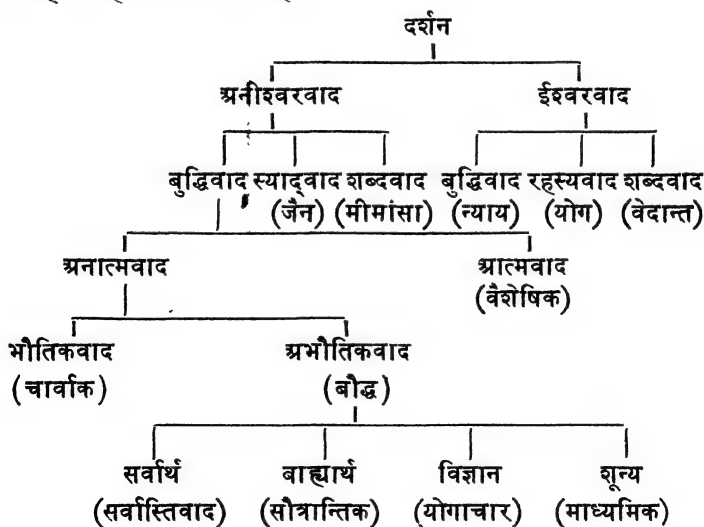 दर्शन
अनीश्वरवाद ईश्वरवाद
बुद्धिवाद स्याद्वाद शब्दवाद बुद्धिवाद रहस्यवाद शब्दवाद
(जैन) (मीमांसा) (न्याय) (योग) (वेदान्त)
अनात्मवाद आत्मवाद
(वैशेषिक)
भौतिकवाद अभौतिकवाद
(चार्वाक) (बौद्ध)
सर्वार्थ बाह्यार्थ विज्ञान शून्य
(सर्वास्तिवाद) (सौत्रान्तिक) (योगाचार) (माध्यमिक)